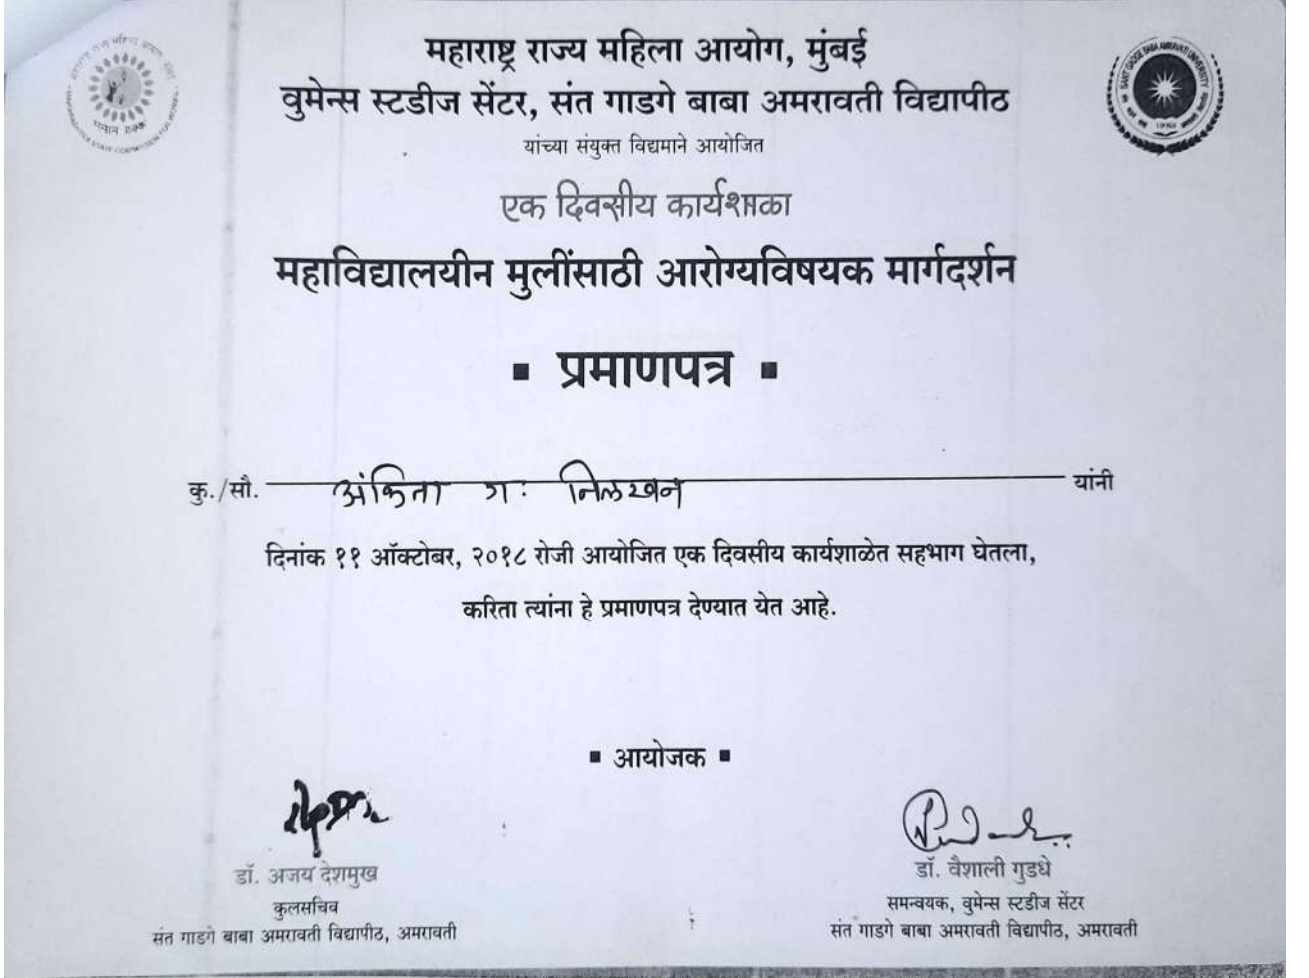 महाराष्ट्र राज्य महिला आयोग, मुंबई
वुमेन्स स्टडीज सेंटर, संत गाडगे बाबा अमरावती विद्यापीठ
यांच्या संयुक्त विद्यमाने आयोजित
एक दिवसीय कार्यशाळा
महाविद्यालयीन मुलींसाठी आरोग्यविषयक मार्गदर्शन
▪ प्रमाणपत्र ▪
कु./सौ. अंकिता ग. निळखन यांनी
दिनांक ११ ऑक्टोबर, २०१८ रोजी आयोजित एक दिवसीय कार्यशाळेत सहभाग घेतला,
करिता त्यांना हे प्रमाणपत्र देण्यात येत आहे.
▪ आयोजक ▪
डॉ. अजय देशमुख
कुलसचिव
संत गाडगे बाबा अमरावती विद्यापीठ, अमरावती
डॉ. वैशाली गुडधे
समन्वयक, वुमेन्स स्टडीज सेंटर
संत गाडगे बाबा अमरावती विद्यापीठ, अमरावती